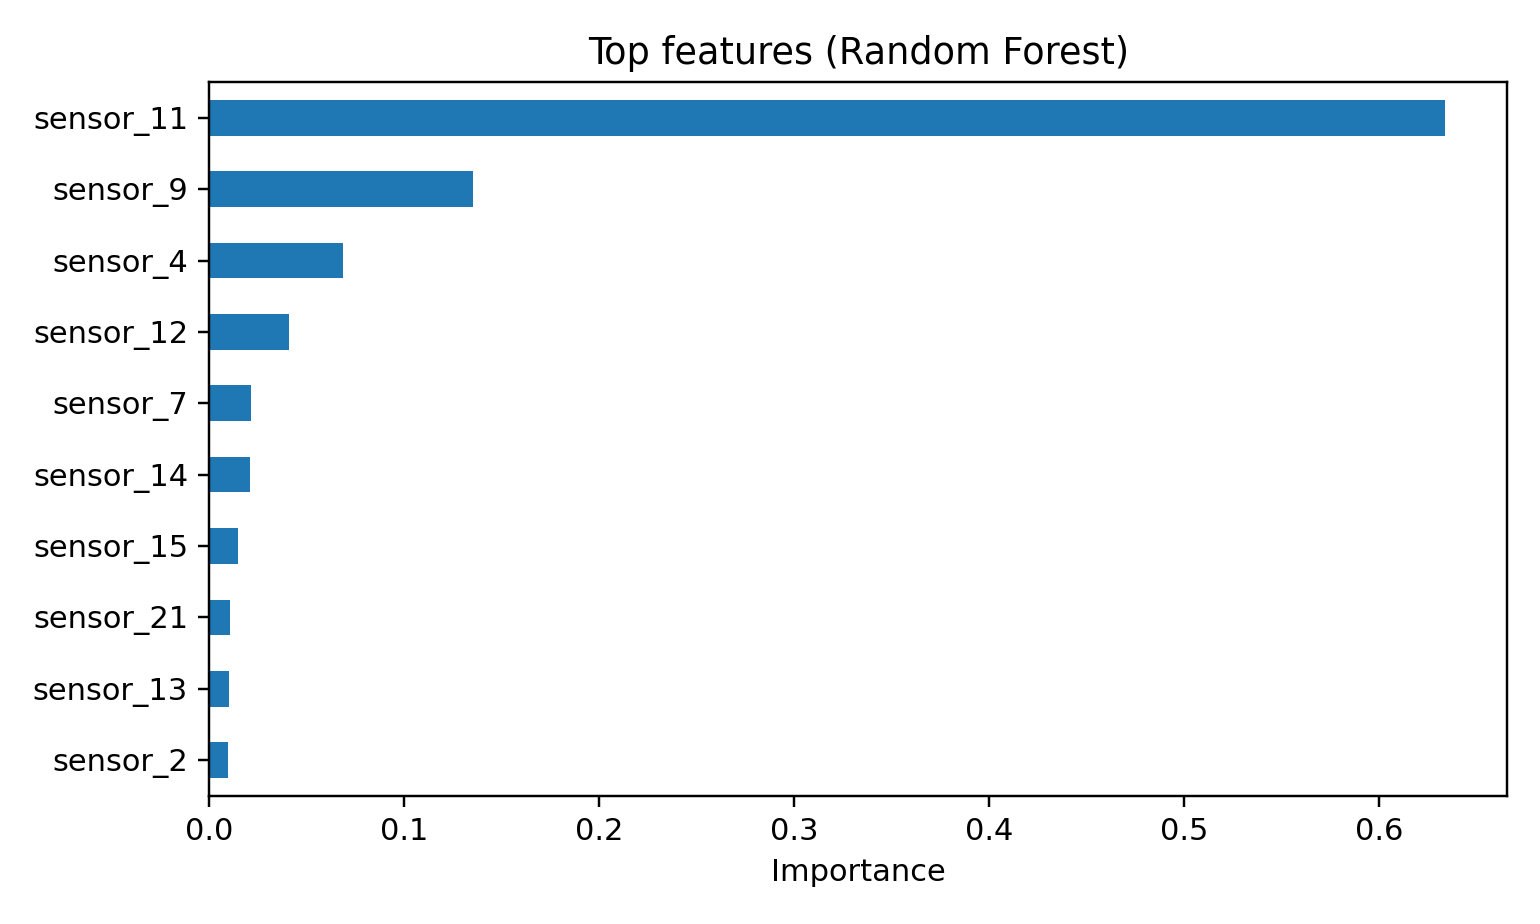 Top features (Random Forest)
sensor_11
sensor_9
sensor_4
sensor_12
sensor_7
sensor_14
sensor_15
sensor_21
sensor_13
sensor_2
0.0 0.1 0.2 0.3 0.4 0.5 0.6
Importance